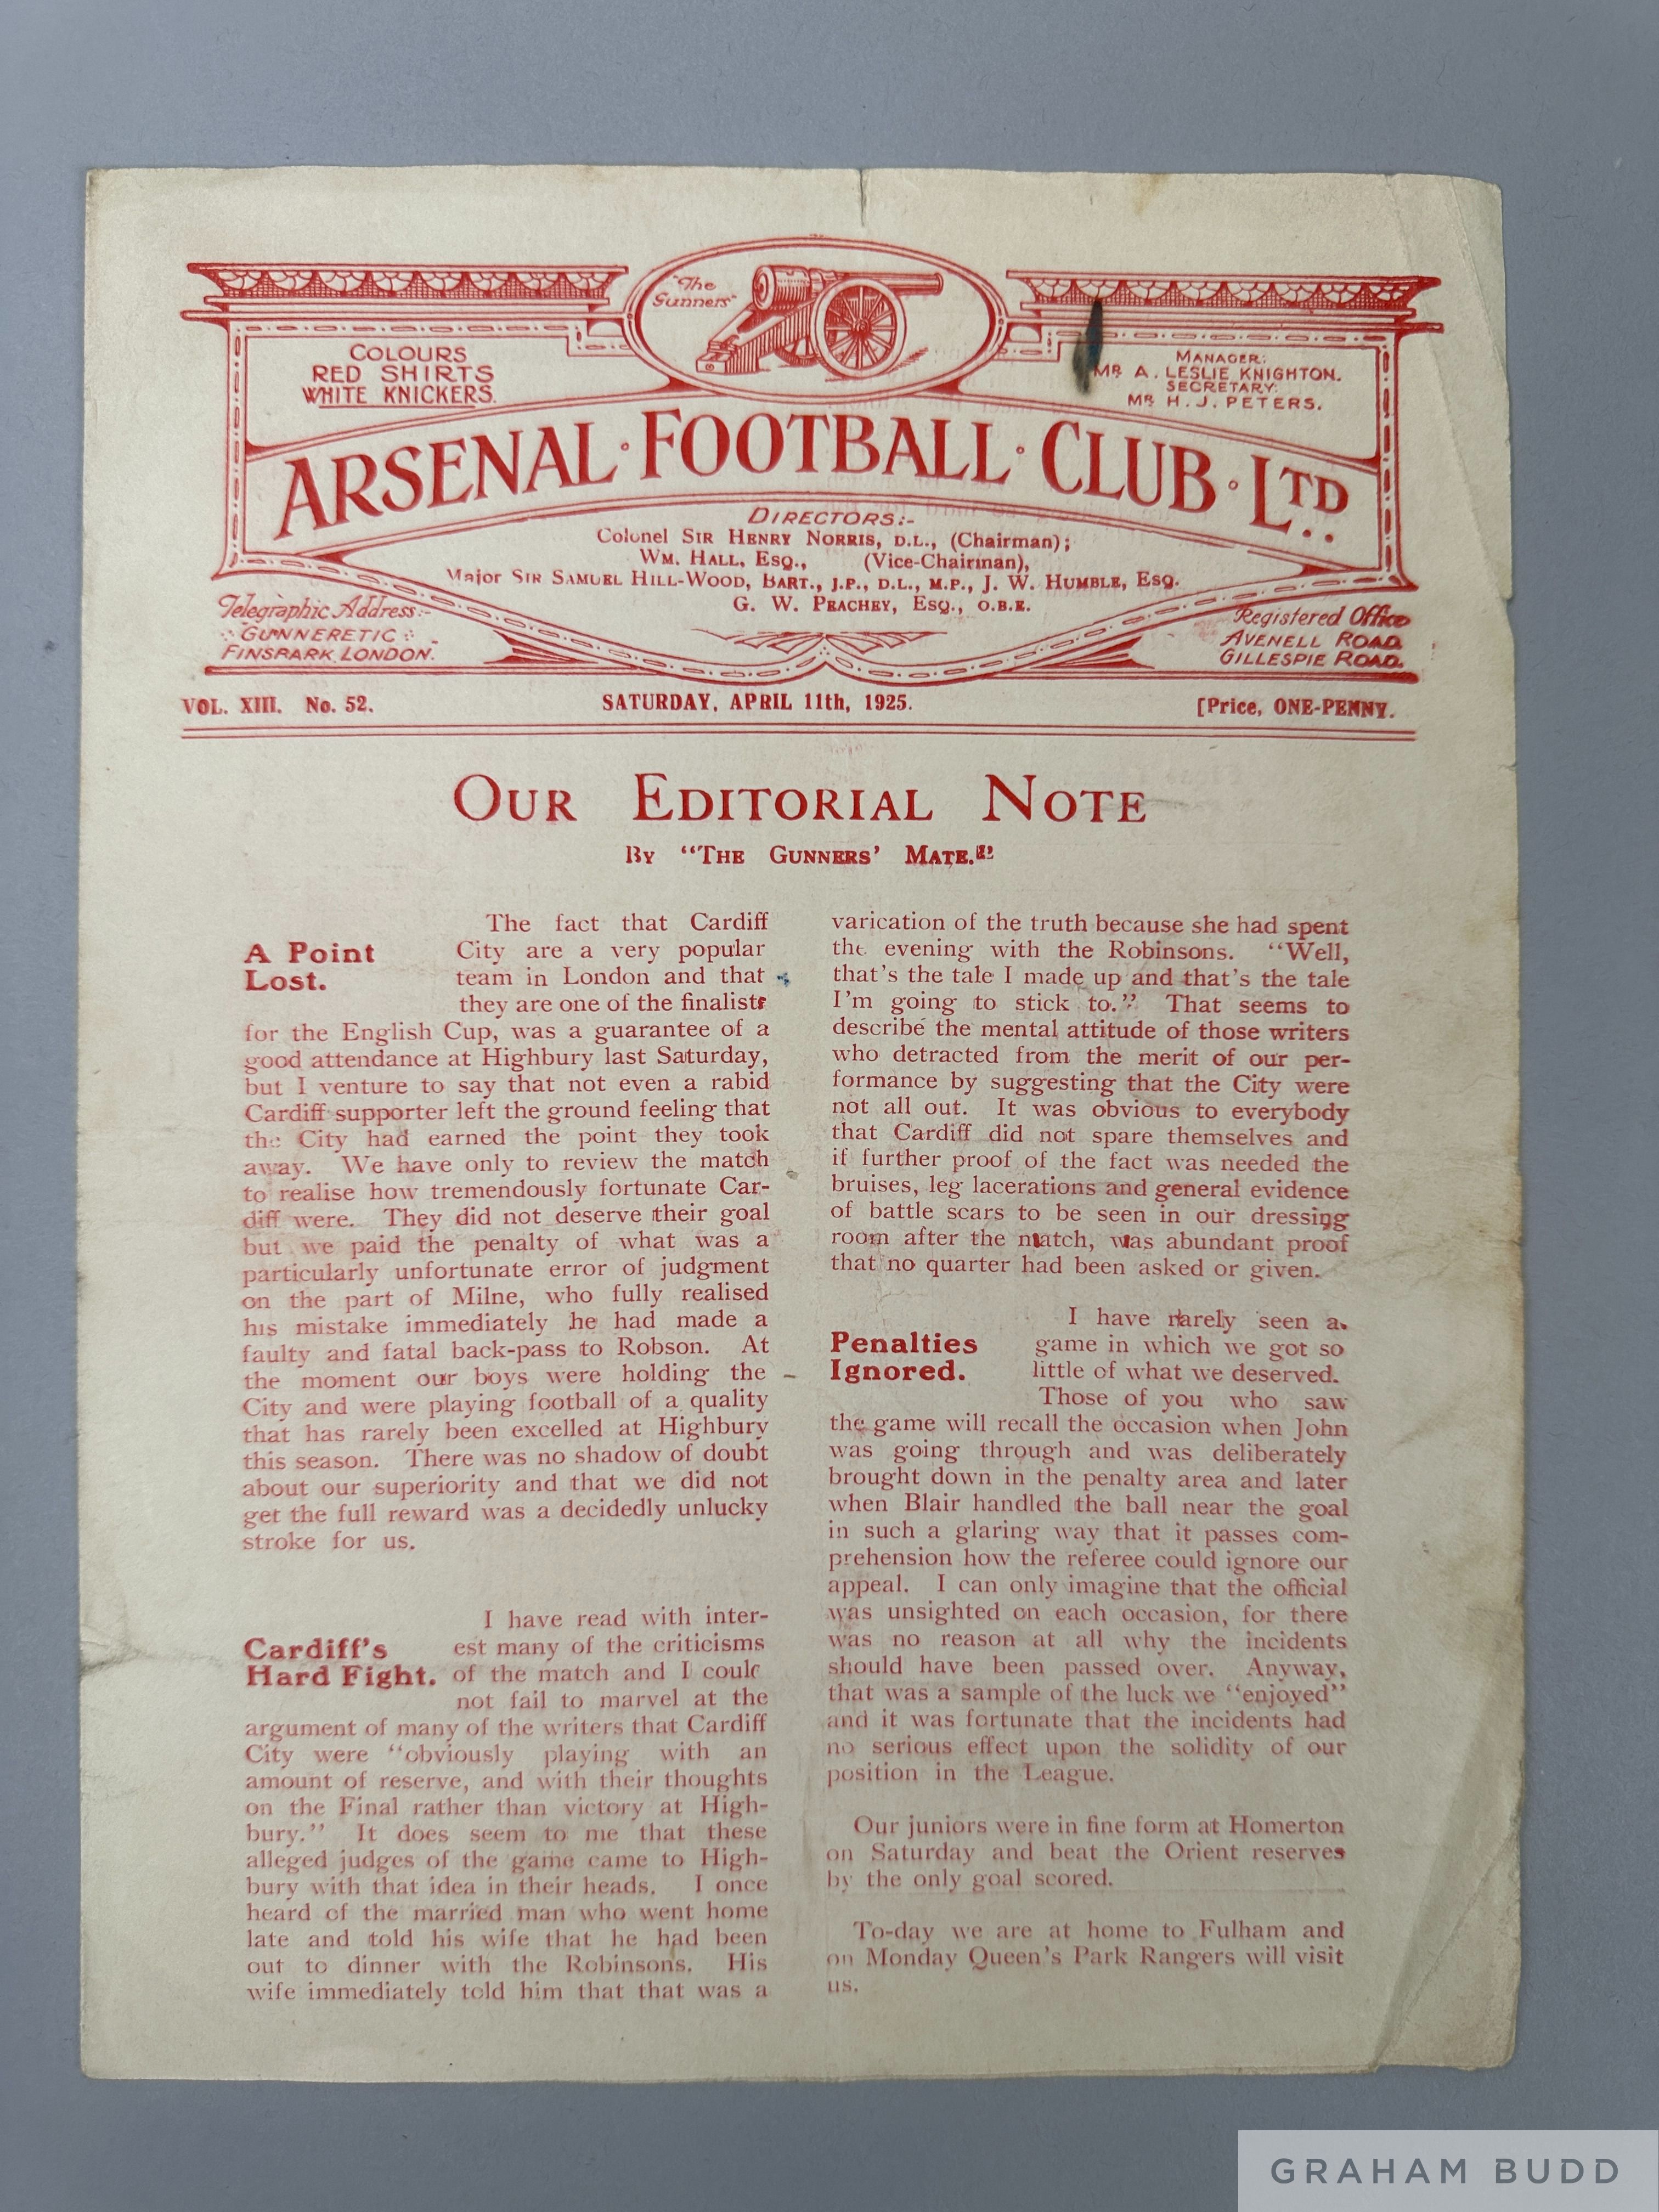 "The
Gunners"
COLOURS
RED SHIRTS
WHITE KNICKERS.
MANAGER:
MR A. LESLIE KNIGHTON.
SECRETARY:
MR H. J. PETERS.
ARSENAL · FOOTBALL · CLUB · LTD.
DIRECTORS:-
Colonel SIR HENRY NORRIS, D.L., (Chairman);
WM. HALL, ESQ., (Vice-Chairman),
Major SIR SAMUEL HILL-WOOD, BART., J.P., D.L., M.P., J. W. HUMBLE, ESQ.
G. W. PEACHEY, ESQ., O.B.E.
Telegraphic Address:-
GUNNERETIC
FINSPARK, LONDON.
Registered Office
AVENELL ROAD.
GILLESPIE ROAD.
VOL. XIII. No. 52. SATURDAY, APRIL 11th, 1925. [Price, ONE-PENNY.
OUR EDITORIAL NOTE
BY "THE GUNNERS' MATE."
A Point
Lost.
The fact that Cardiff
City are a very popular
team in London and that
they are one of the finalists
for the English Cup, was a guarantee of a
good attendance at Highbury last Saturday,
but I venture to say that not even a rabid
Cardiff supporter left the ground feeling that
the City had earned the point they took
away. We have only to review the match
to realise how tremendously fortunate Car-
diff were. They did not deserve their goal
but we paid the penalty of what was a
particularly unfortunate error of judgment
on the part of Milne, who fully realised
his mistake immediately he had made a
faulty and fatal back-pass to Robson. At
the moment our boys were holding the
City and were playing football of a quality
that has rarely been excelled at Highbury
this season. There was no shadow of doubt
about our superiority and that we did not
get the full reward was a decidedly unlucky
stroke for us.
Cardiff's
Hard Fight.
I have read with inter-
est many of the criticisms
of the match and I could
not fail to marvel at the
argument of many of the writers that Cardiff
City were "obviously playing with an
amount of reserve, and with their thoughts
on the Final rather than victory at High-
bury." It does seem to me that these
alleged judges of the game came to High-
bury with that idea in their heads. I once
heard of the married man who went home
late and told his wife that he had been
out to dinner with the Robinsons. His
wife immediately told him that that was a
varication of the truth because she had spent
the evening with the Robinsons. "Well,
that's the tale I made up and that's the tale
I'm going to stick to." That seems to
describe the mental attitude of those writers
who detracted from the merit of our per-
formance by suggesting that the City were
not all out. It was obvious to everybody
that Cardiff did not spare themselves and
if further proof of the fact was needed the
bruises, leg lacerations and general evidence
of battle scars to be seen in our dressing
room after the match, was abundant proof
that no quarter had been asked or given.
Penalties
Ignored.
I have rarely seen a
game in which we got so
little of what we deserved.
Those of you who saw
the game will recall the occasion when John
was going through and was deliberately
brought down in the penalty area and later
when Blair handled the ball near the goal
in such a glaring way that it passes com-
prehension how the referee could ignore our
appeal. I can only imagine that the official
was unsighted on each occasion, for there
was no reason at all why the incidents
should have been passed over. Anyway,
that was a sample of the luck we "enjoyed"
and it was fortunate that the incidents had
no serious effect upon the solidity of our
position in the League.
Our juniors were in fine form at Homerton
on Saturday and beat the Orient reserves
by the only goal scored.
To-day we are at home to Fulham and
on Monday Queen's Park Rangers will visit
us.
GRAHAM BUDD